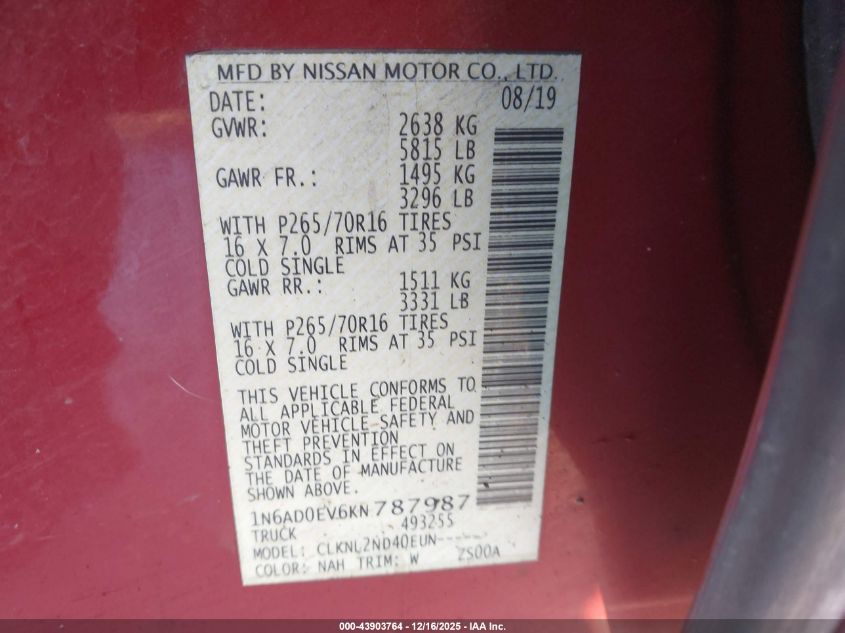 MFD BY NISSAN MOTOR CO., LTD.
DATE: 08/19
GVWR: 2638 KG
5815 LB
GAWR FR.: 1495 KG
3296 LB
WITH P265/70R16 TIRES
16 X 7.0 RIMS AT 35 PSI
COLD SINGLE
GAWR RR.: 1511 KG
3331 LB
WITH P265/70R16 TIRES
16 X 7.0 RIMS AT 35 PSI
COLD SINGLE
THIS VEHICLE CONFORMS TO
ALL APPLICABLE FEDERAL
MOTOR VEHICLE SAFETY AND
THEFT PREVENTION
STANDARDS IN EFFECT ON
THE DATE OF MANUFACTURE
SHOWN ABOVE.
1N6AD0EV6KN787987
TRUCK 493255
MODEL: CLKNL2ND4QEUN-----
COLOR: NAH TRIM: W ZS00A
000-43903764 - 12/16/2025 - IAA Inc.